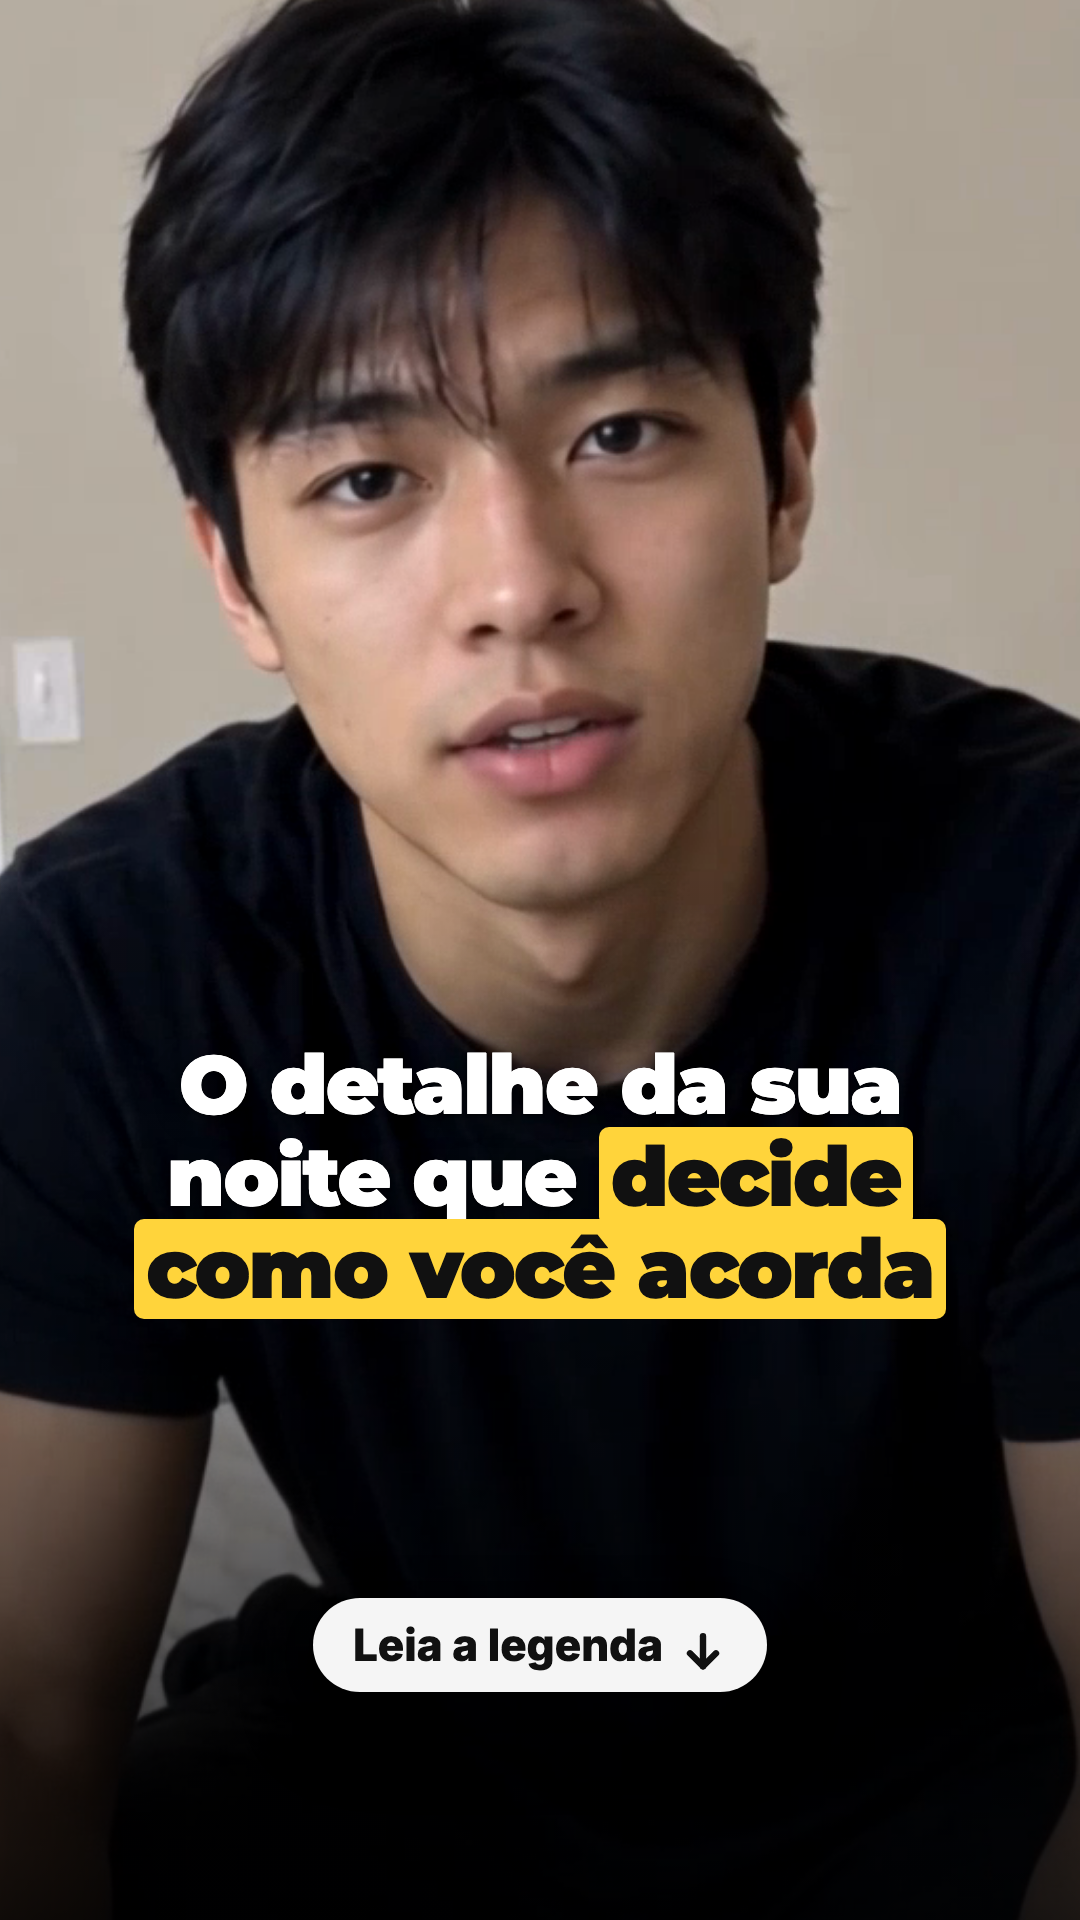 O detalhe da sua
noite que decide
como você acorda
Leia a legenda ↓